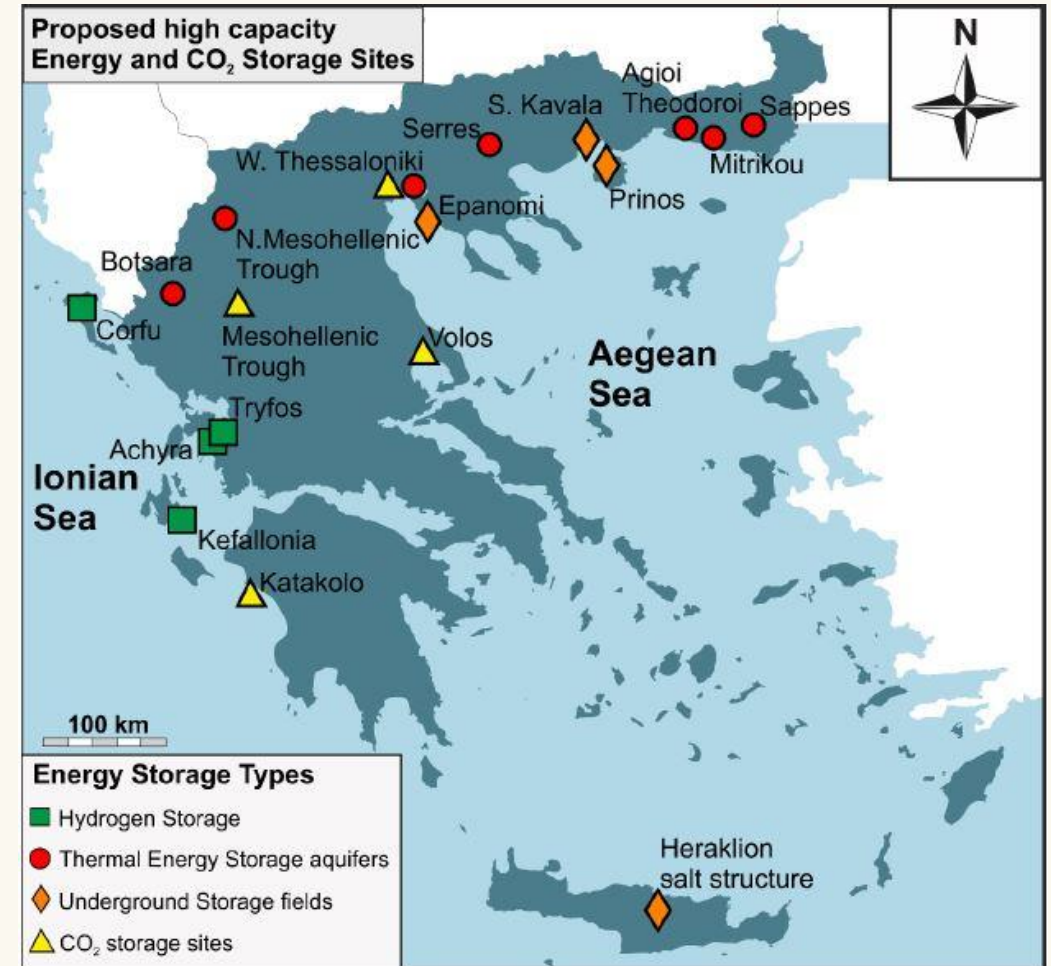 Proposed high capacity
Energy and CO₂ Storage Sites
N
Agioi
Theodoroi
S. Kavala
Sappes
Serres
Mitrikou
W. Thessaloniki
Prinos
Epanomi
N.Mesohellenic
Trough
Botsara
Corfu
Mesohellenic
Trough
Volos
Aegean
Sea
Tryfos
Achyra
Ionian
Sea
Kefallonia
Katakolo
100 km
Energy Storage Types
Hydrogen Storage
Thermal Energy Storage aquifers
Underground Storage fields
CO₂ storage sites
Heraklion
salt structure